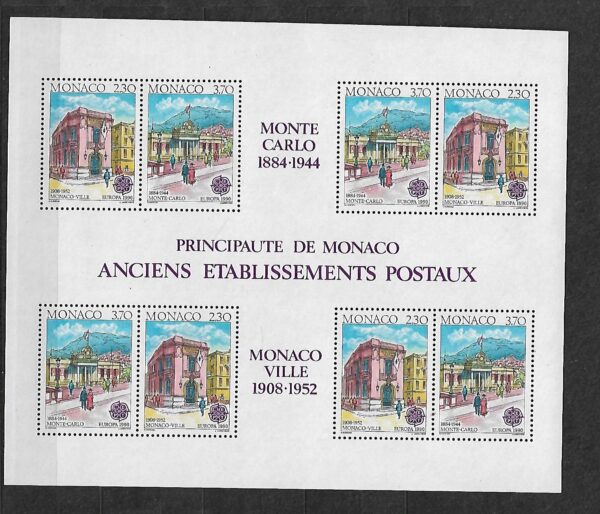 MONACO 2,30
1908-1952
MONACO-VILLE EUROPA 1990
MONACO 3,70
1884-1944
MONTE-CARLO EUROPA 1990
MONTE
CARLO
1884·1944
MONACO 3,70
1884-1944
MONTE-CARLO EUROPA 1990
MONACO 2,30
1908-1952
MONACO-VILLE EUROPA 1990
PRINCIPAUTE DE MONACO
ANCIENS ETABLISSEMENTS POSTAUX
MONACO 3,70
1884-1944
MONTE-CARLO EUROPA 1990
MONACO 2,30
1908-1952
MONACO-VILLE EUROPA 1990
MONACO
VILLE
1908·1952
MONACO 2,30
1908-1952
MONACO-VILLE EUROPA 1990
MONACO 3,70
1884-1944
MONTE-CARLO EUROPA 1990